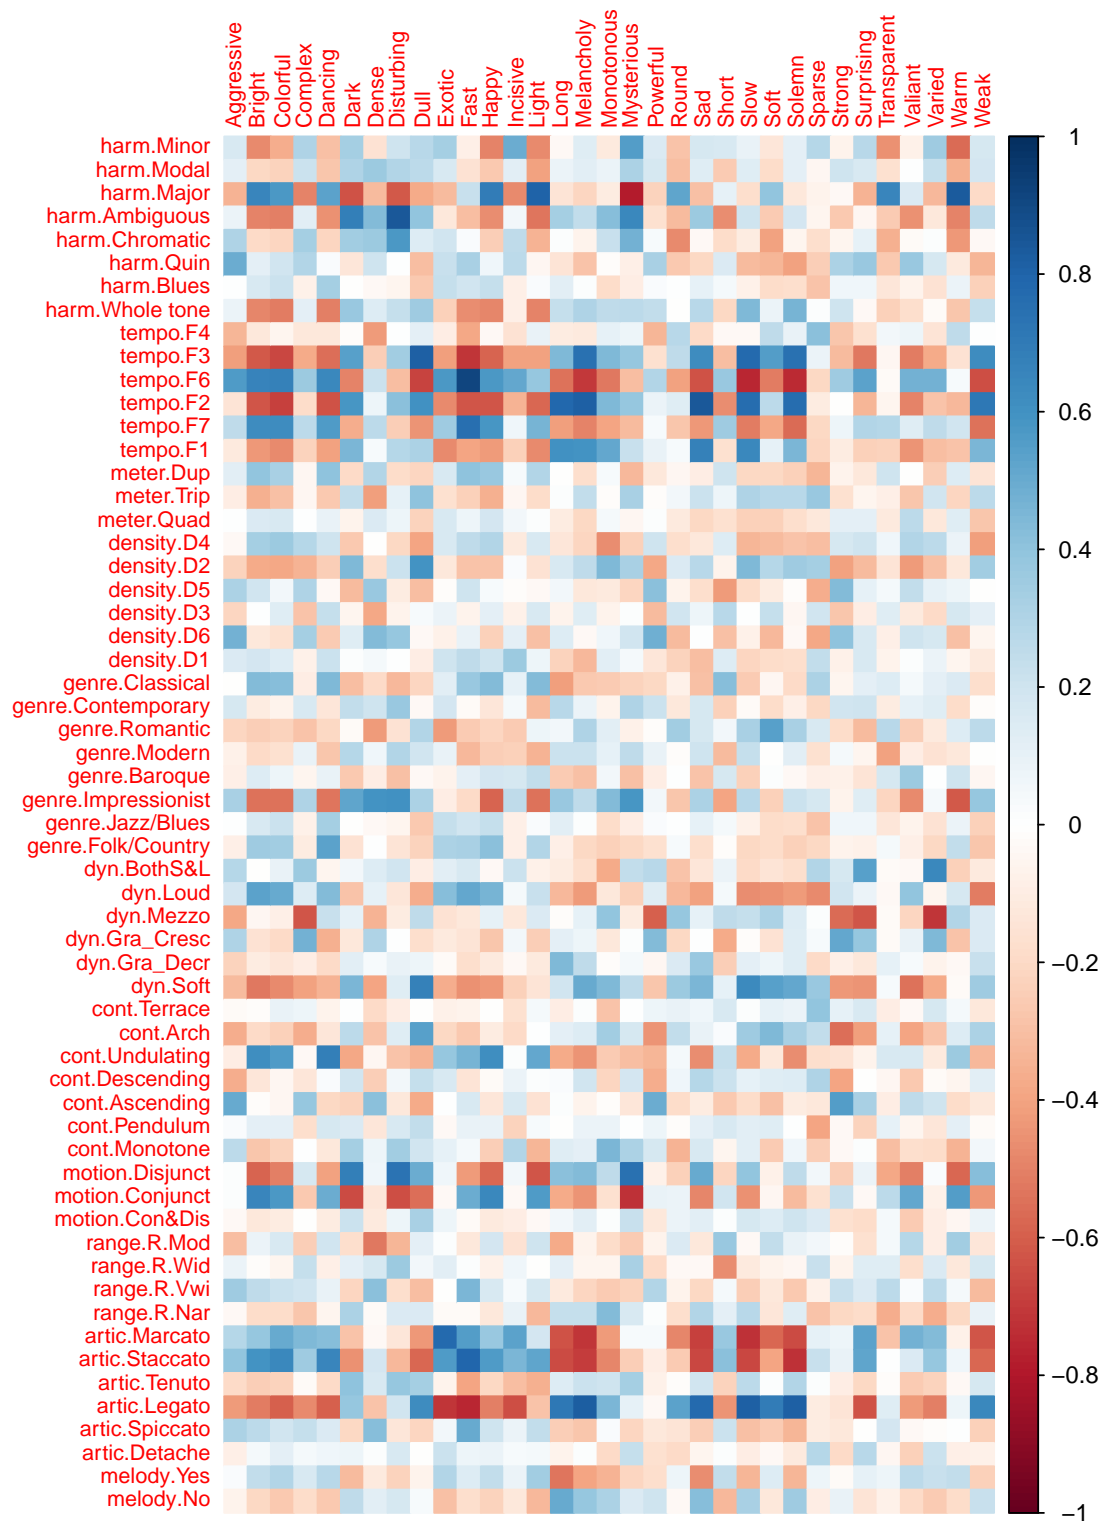 Aggressive
Bright
Colorful
Complex
Dancing
Dark
Dense
Disturbing
Dull
Exotic
Fast
Happy
Incisive
Light
Long
Melancholy
Monotonous
Mysterious
Powerful
Round
Sad
Short
Slow
Soft
Solemn
Sparse
Strong
Surprising
Transparent
Valiant
Varied
Warm
Weak
harm.Minor
harm.Modal
harm.Major
harm.Ambiguous
harm.Chromatic
harm.Quin
harm.Blues
harm.Whole tone
tempo.F4
tempo.F3
tempo.F6
tempo.F2
tempo.F7
tempo.F1
meter.Dup
meter.Trip
meter.Quad
density.D4
density.D2
density.D5
density.D3
density.D6
density.D1
genre.Classical
genre.Contemporary
genre.Romantic
genre.Modern
genre.Baroque
genre.Impressionist
genre.Jazz/Blues
genre.Folk/Country
dyn.BothS&L
dyn.Loud
dyn.Mezzo
dyn.Gra_Cresc
dyn.Gra_Decr
dyn.Soft
cont.Terrace
cont.Arch
cont.Undulating
cont.Descending
cont.Ascending
cont.Pendulum
cont.Monotone
motion.Disjunct
motion.Conjunct
motion.Con&Dis
range.R.Mod
range.R.Wid
range.R.Vwi
range.R.Nar
artic.Marcato
artic.Staccato
artic.Tenuto
artic.Legato
artic.Spiccato
artic.Detache
melody.Yes
melody.No
1
0.8
0.6
0.4
0.2
0
−0.2
−0.4
−0.6
−0.8
−1